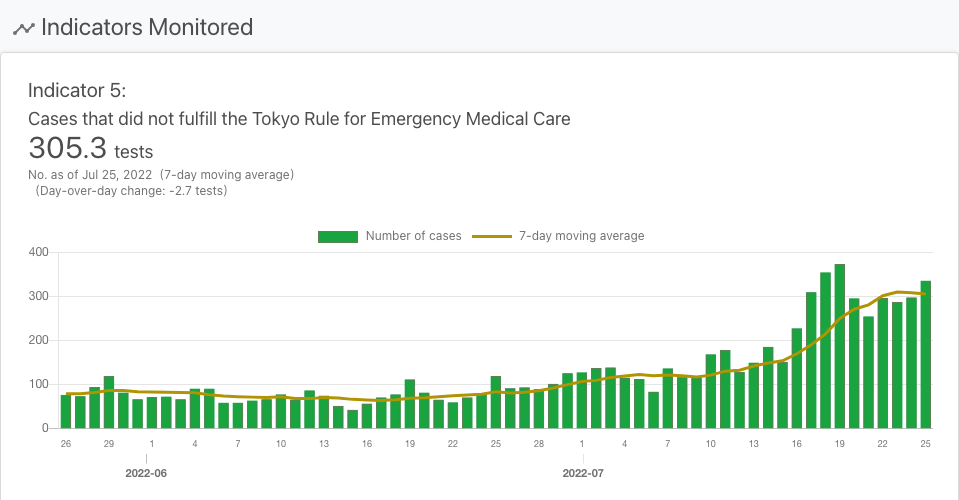 Indicators Monitored
Indicator 5:
Cases that did not fulfill the Tokyo Rule for Emergency Medical Care
305.3 tests
No. as of Jul 25, 2022 (7-day moving average)
(Day-over-day change: -2.7 tests)
Number of cases 7-day moving average
400
300
200
100
0
26 29 1 4 7 10 13 16 19 22 25 28 1 4 7 10 13 16 19 22 25
2022-06 2022-07